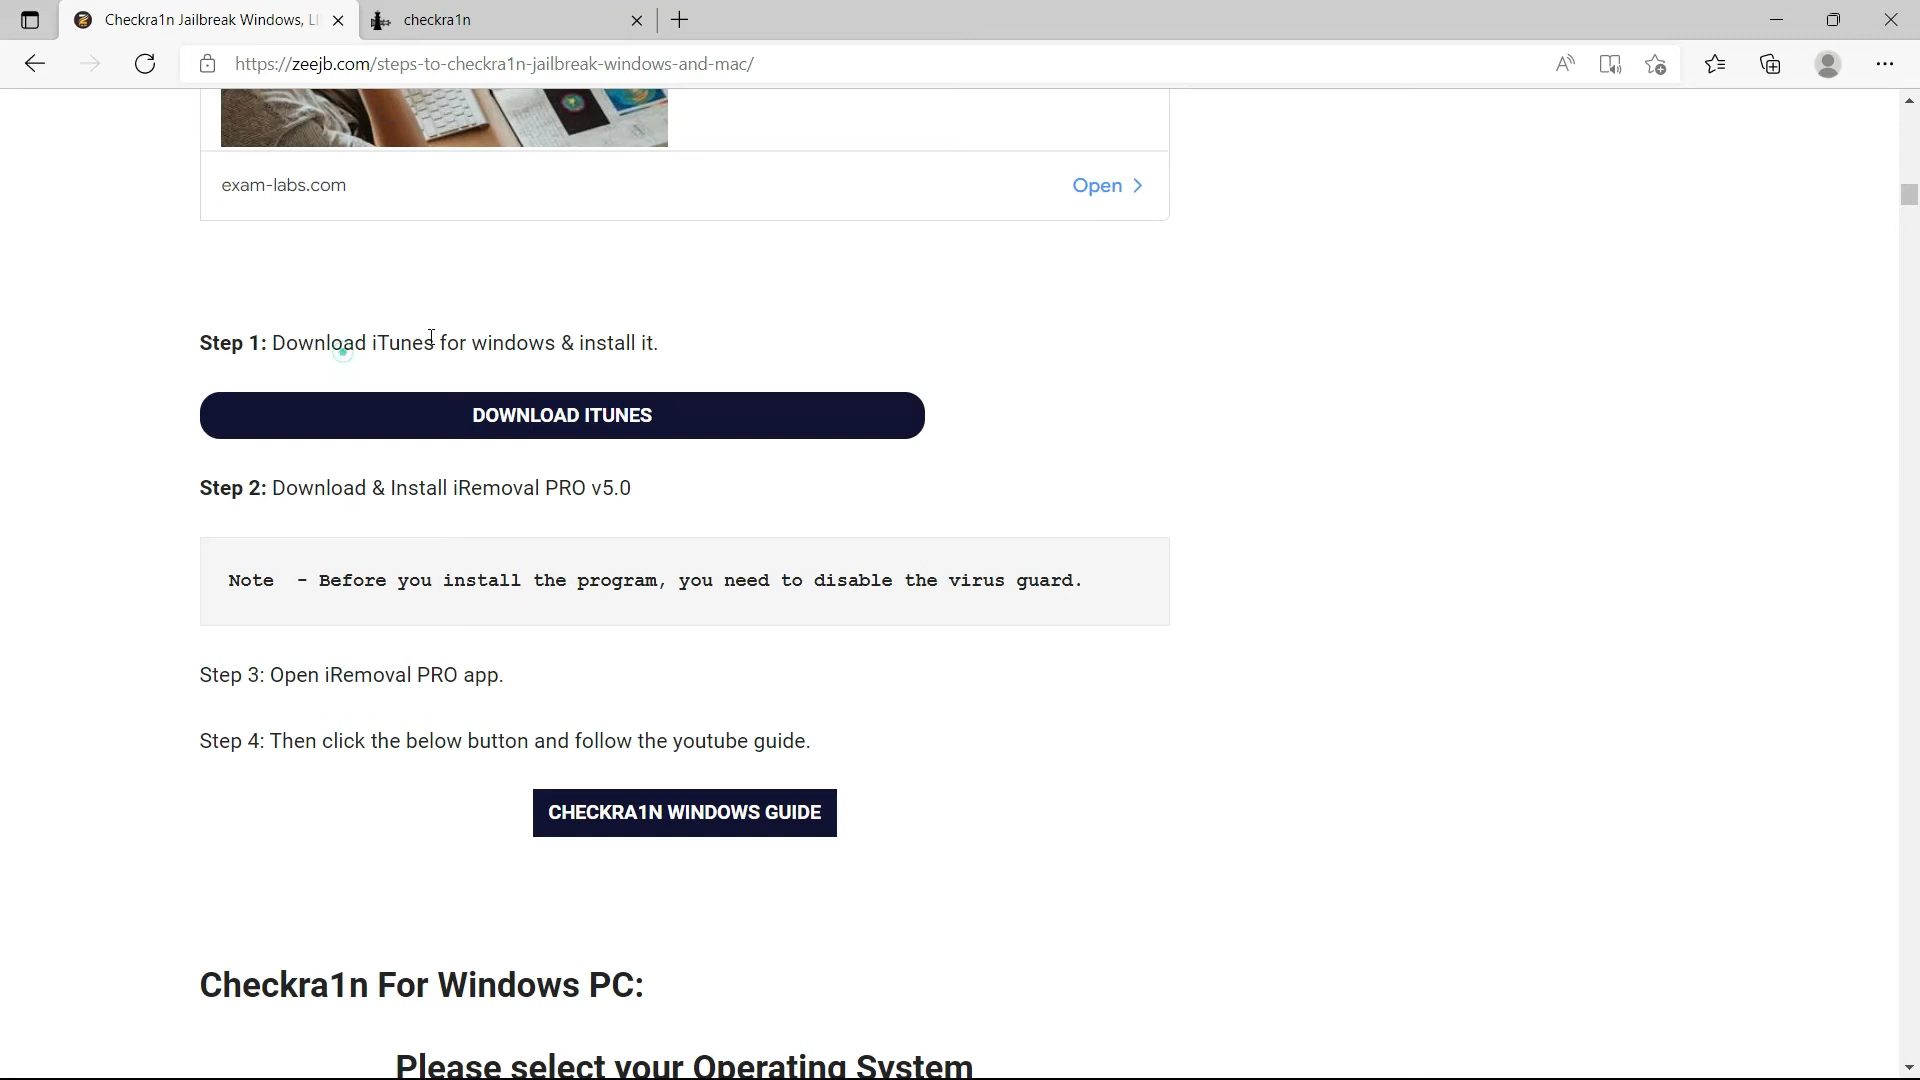 Checkra1n Jailbreak Windows, LI
checkra1n
https://zeejb.com/steps-to-checkra1n-jailbreak-windows-and-mac/
exam-labs.com
Open >
Step 1: Download iTunes for windows & install it.
DOWNLOAD ITUNES
Step 2: Download & Install iRemoval PRO v5.0
Note  - Before you install the program, you need to disable the virus guard.
Step 3: Open iRemoval PRO app.
Step 4: Then click the below button and follow the youtube guide.
CHECKRA1N WINDOWS GUIDE
Checkra1n For Windows PC:
Please select your Operating System